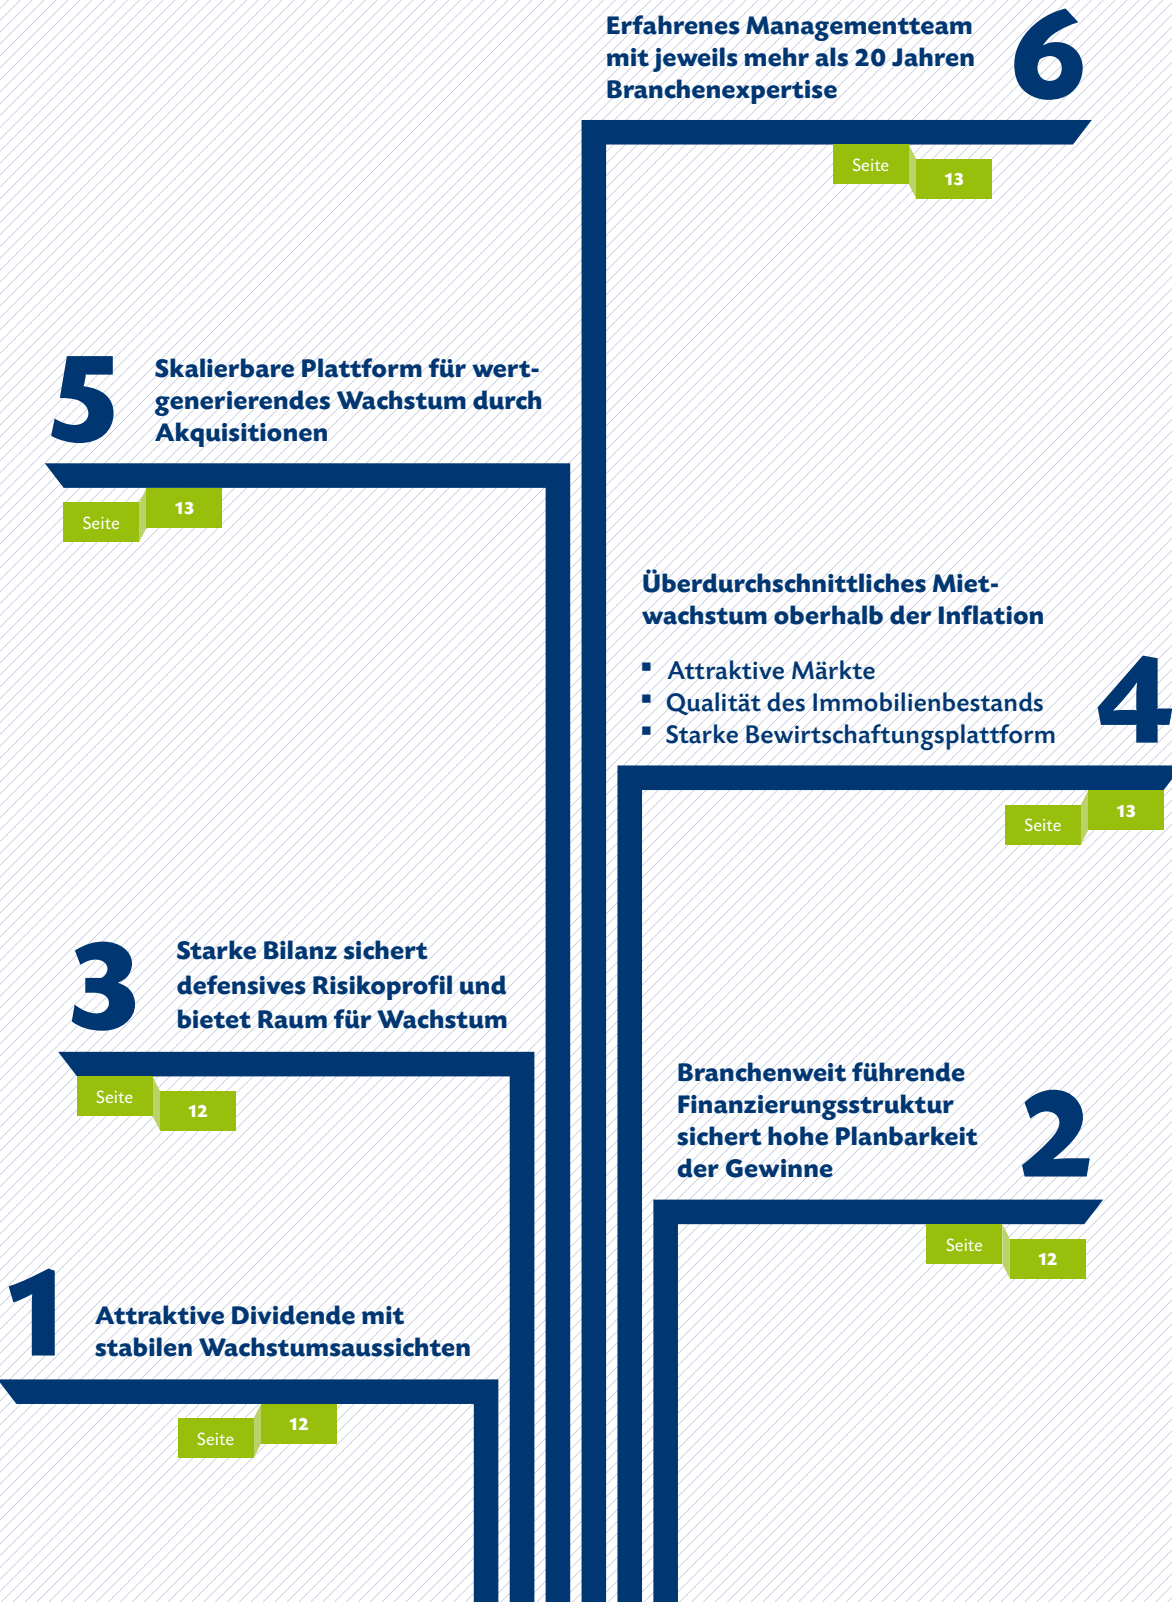 Erfahrenes Managementteam
mit jeweils mehr als 20 Jahren
Branchenexpertise
6
Seite
13
5
Skalierbare Plattform für wert-
generierendes Wachstum durch
Akquisitionen
Seite
13
Überdurchschnittliches Miet-
wachstum oberhalb der Inflation
▪ Attraktive Märkte
▪ Qualität des Immobilienbestands
▪ Starke Bewirtschaftungsplattform
4
Seite
13
3
Starke Bilanz sichert
defensives Risikoprofil und
bietet Raum für Wachstum
Seite
12
Branchenweit führende
Finanzierungsstruktur
sichert hohe Planbarkeit
der Gewinne
2
Seite
12
1
Attraktive Dividende mit
stabilen Wachstumsaussichten
Seite
12